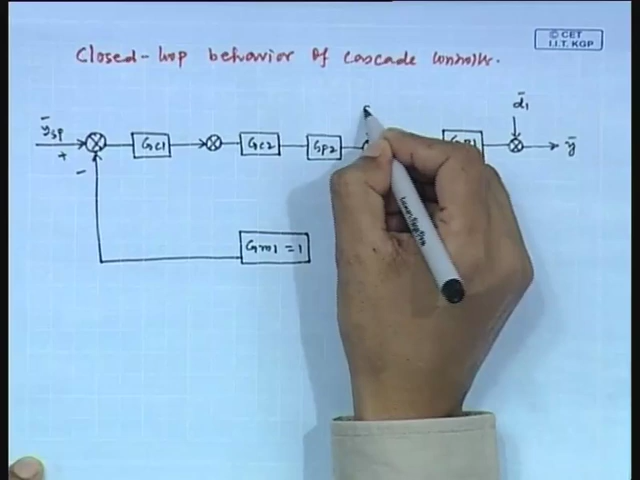 © CET
I.I.T. KGP
Closed-loop behavior of cascade controller.
d̄1
ȳsp + Gc1 Gc2 Gp2 ȳ
-
Gm1 = 1